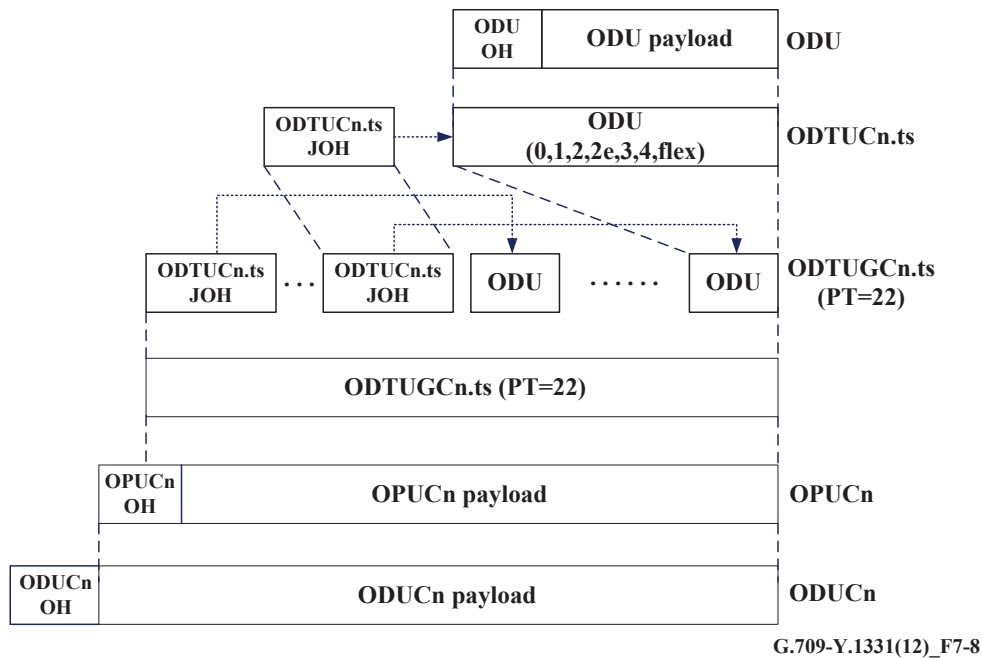 ODU
OH
ODU payload
ODU
ODTUCn.ts
JOH
ODU
(0,1,2,2e,3,4,flex)
ODTUCn.ts
ODTUCn.ts
JOH
...
ODTUCn.ts
JOH
ODU
......
ODU
ODTUGCn.ts
(PT=22)
ODTUGCn.ts (PT=22)
OPUCn
OH
OPUCn payload
OPUCn
ODUCn
OH
ODUCn payload
ODUCn
G.709-Y.1331(12)_F7-8